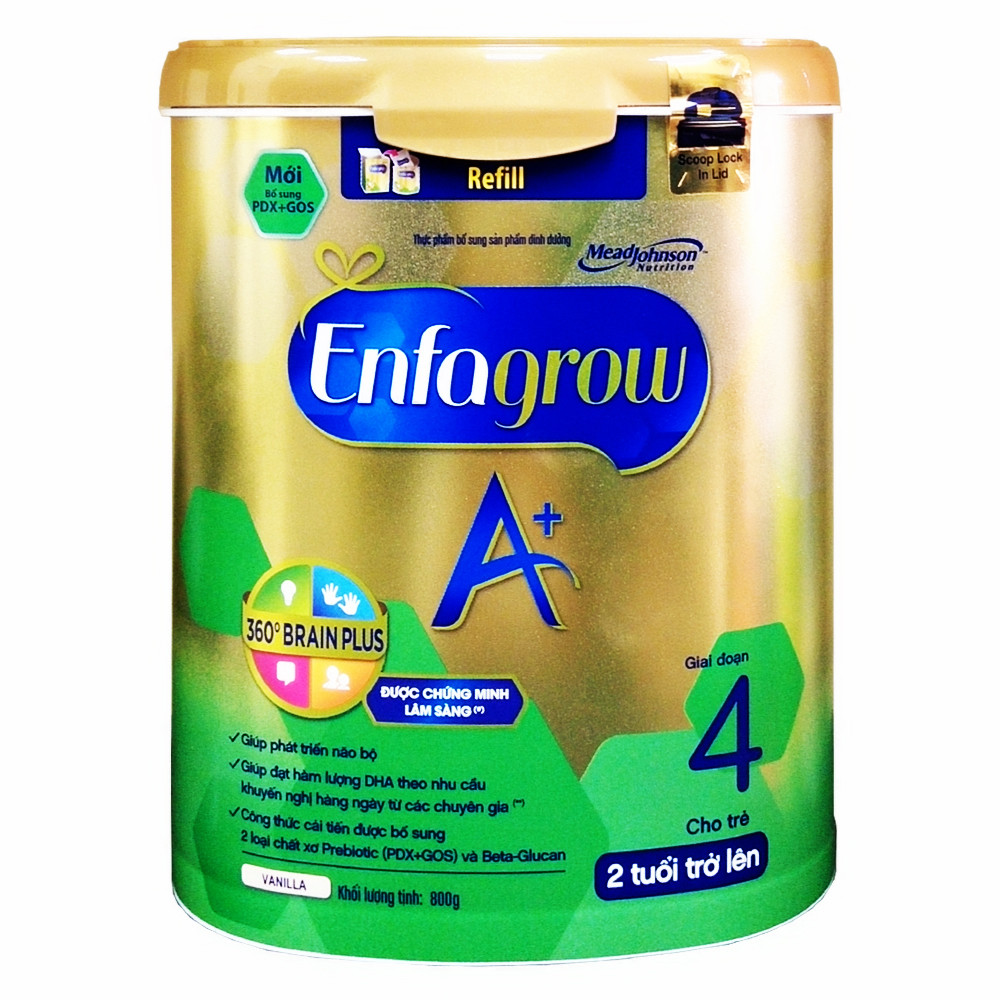 Refill
Scoop Lock
In Lid
Mới
Bổ sung
PDX+GOS
Thực phẩm bổ sung sản phẩm dinh dưỡng
MeadJohnson™
Nutrition
Enfagrow
A+
360° BRAIN PLUS
ĐƯỢC CHỨNG MINH
LÂM SÀNG (*)
Giai đoạn
4
✓Giúp phát triển não bộ
✓Giúp đạt hàm lượng DHA theo nhu cầu
khuyến nghị hàng ngày từ các chuyên gia (**)
✓Công thức cải tiến được bổ sung
2 loại chất xơ Prebiotic (PDX+GOS) và Beta-Glucan
Cho trẻ
2 tuổi trở lên
VANILLA
Khối lượng tịnh: 800g